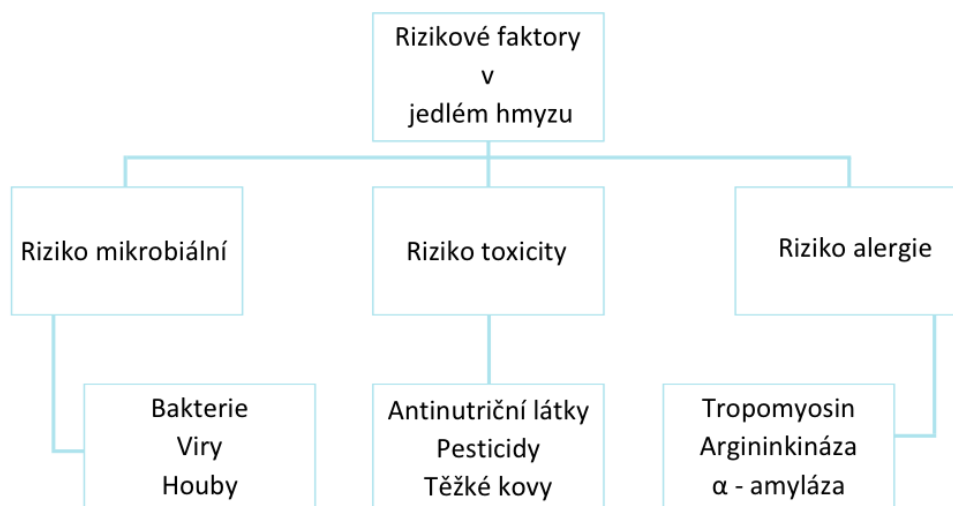 Rizikové faktory
v
jedlém hmyzu
Riziko mikrobiální
Riziko toxicity
Riziko alergie
Bakterie
Viry
Houby
Antinutriční látky
Pesticidy
Těžké kovy
Tropomyosin
Argininkináza
α - amyláza